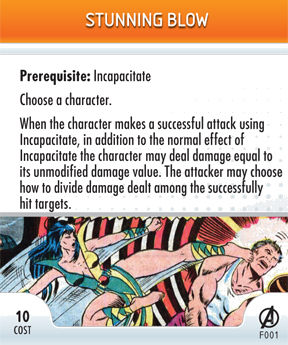 STUNNING BLOW
Prerequisite: Incapacitate
Choose a character.
When the character makes a successful attack using
Incapacitate, in addition to the normal effect of
Incapacitate the character may deal damage equal to
its unmodified damage value. The attacker may choose
how to divide damage dealt among the successfully
hit targets.
10
COST
F001